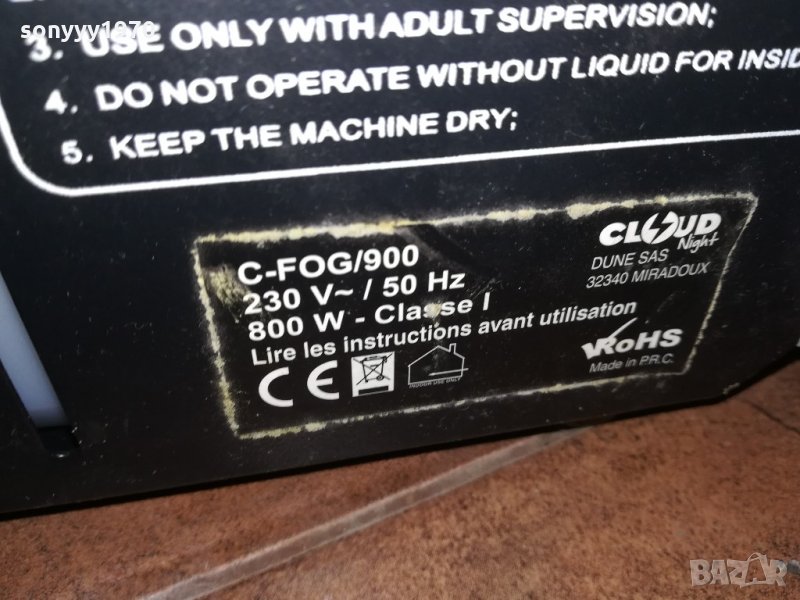 sonyyy1978
3. USE ONLY WITH ADULT SUPERVISION;
4. DO NOT OPERATE WITHOUT LIQUID FOR INSID
5. KEEP THE MACHINE DRY;
C-FOG/900
230 V~ / 50 Hz
800 W - Classe I
Lire les instructions avant utilisation
CE
INDOOR USE ONLY
CLOUD
Night
DUNE SAS
32340 MIRADOUX
RoHS
Made in P.R.C.
BAZAR